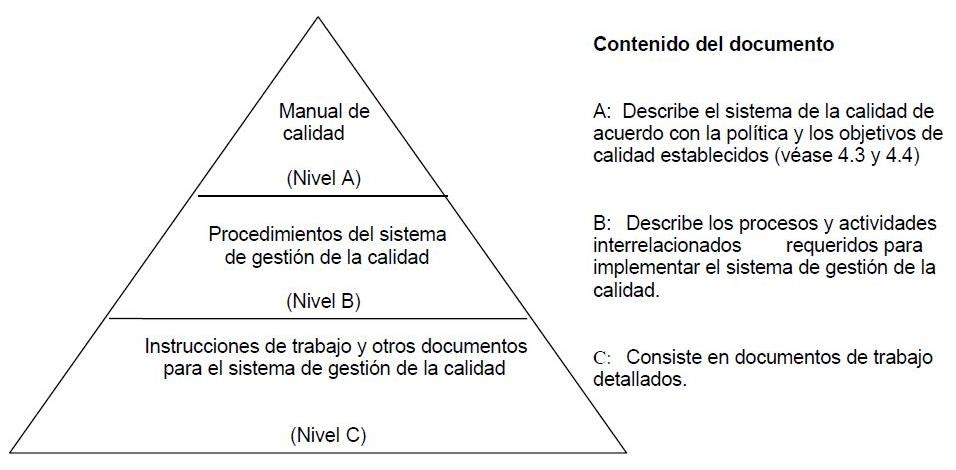 Manual de
calidad
(Nivel A)
Procedimientos del sistema
de gestión de la calidad
(Nivel B)
Instrucciones de trabajo y otros documentos
para el sistema de gestión de la calidad
(Nivel C)
Contenido del documento
A: Describe el sistema de la calidad de
acuerdo con la política y los objetivos de
calidad establecidos (véase 4.3 y 4.4)
B: Describe los procesos y actividades
interrelacionados requeridos para
implementar el sistema de gestión de la
calidad.
C: Consiste en documentos de trabajo
detallados.